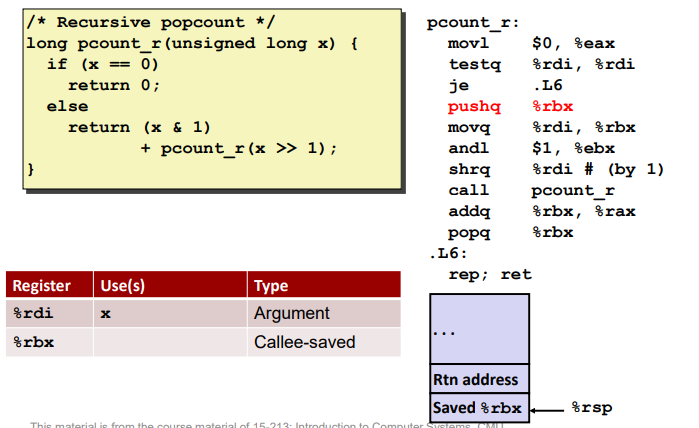 /* Recursive popcount */
long pcount_r(unsigned long x) {
if (x == 0)
return 0;
else
return (x & 1)
+ pcount_r(x >> 1);
}
pcount_r:
movl $0, %eax
testq %rdi, %rdi
je .L6
pushq %rbx
movq %rdi, %rbx
andl $1, %ebx
shrq %rdi # (by 1)
call pcount_r
addq %rbx, %rax
popq %rbx
.L6:
rep; ret
Register Use(s) Type
%rdi x Argument
%rbx Callee-saved
...
Rtn address
Saved %rbx
%rsp
This material is from the course material of 15-213: Introduction to Computer Systems, CMU